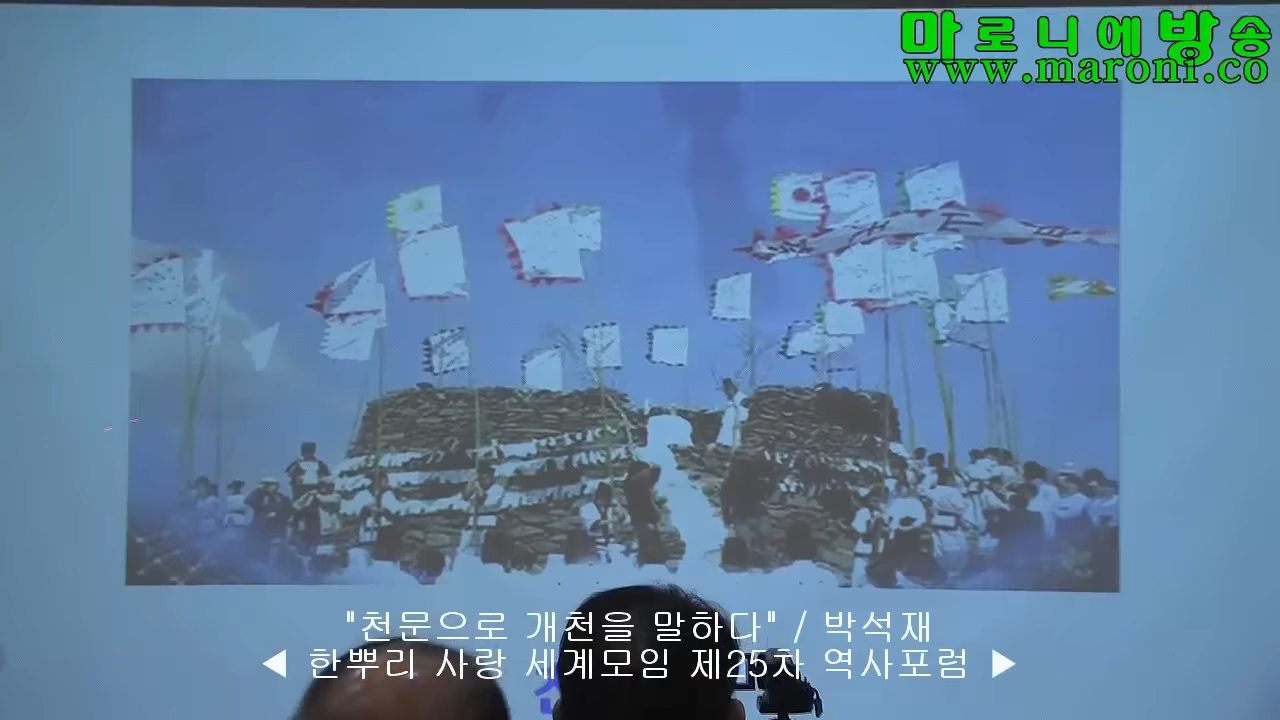 마로니에방송
www.maroni.co
"천문으로 개천을 말하다" / 박석재
◀ 한뿌리 사랑 세계모임 제25차 역사포럼 ▶